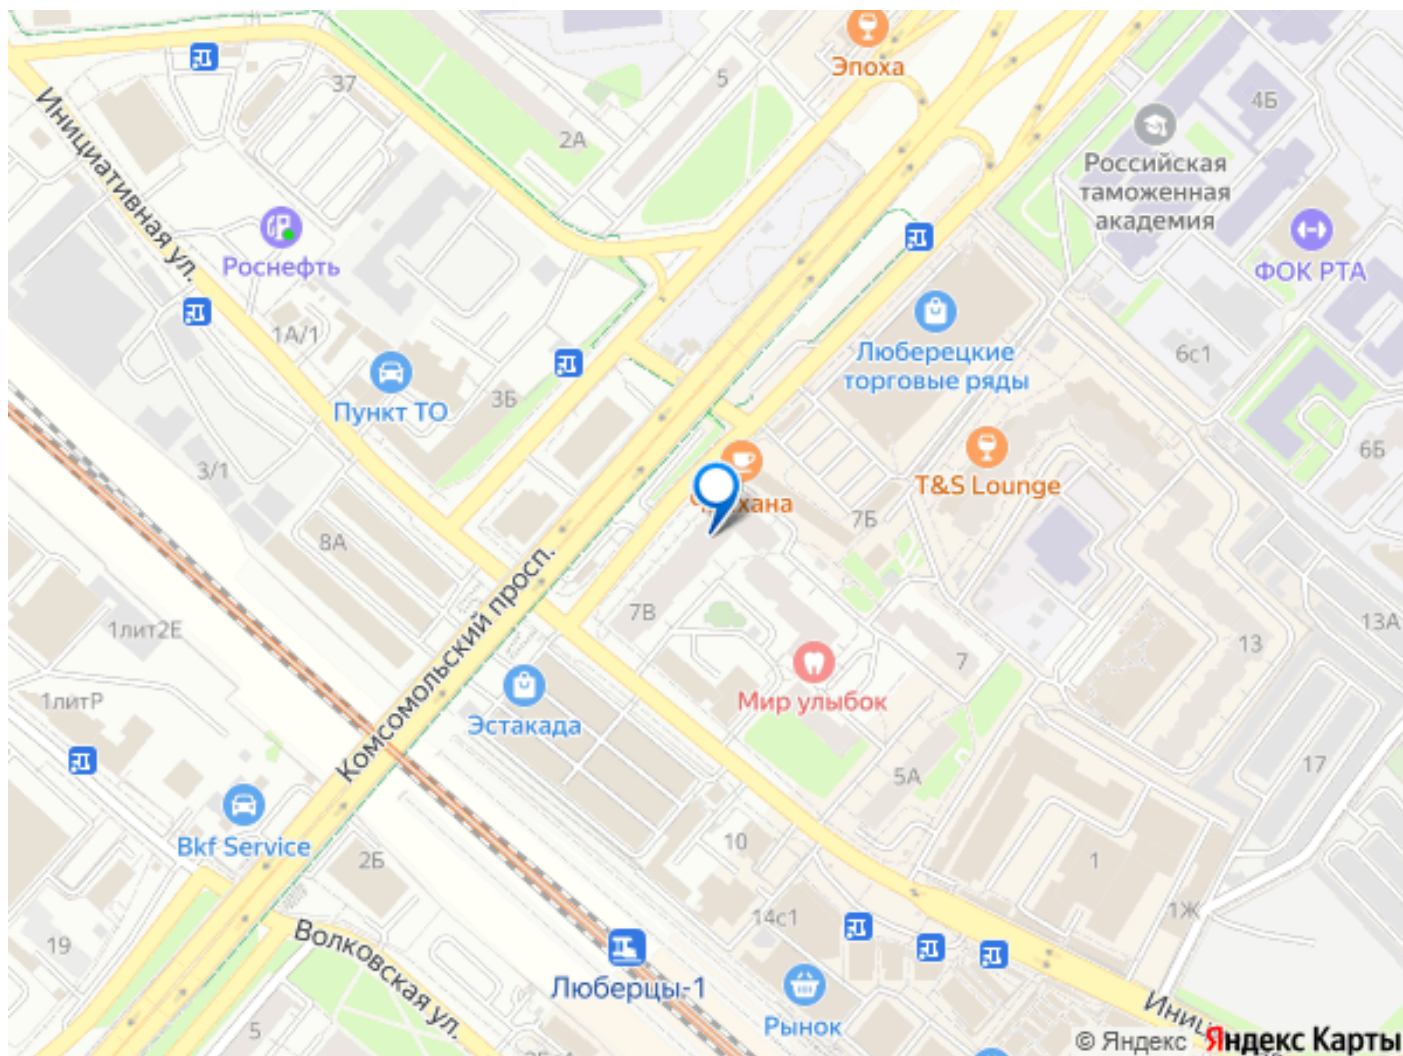 Эпоха
37
5
4Б
2А
Российская
таможенная
академия
Инициативная ул.
Роснефть
ФОК РТА
1А/1
Люберецкие
торговые ряды
6с1
3Б
Пункт ТО
6Б
3/1
T&S Lounge
7Б
8А
7В
1лит2Е
13А
13
7
Комсомольский просп.
Мир улыбок
1литР
Эстакада
17
5А
Bkf Service
2Б
10
1
14с1
1Ж
19
Волковская ул.
Люберцы-1
5
Рынок
© Яндекс Яндекс Карты